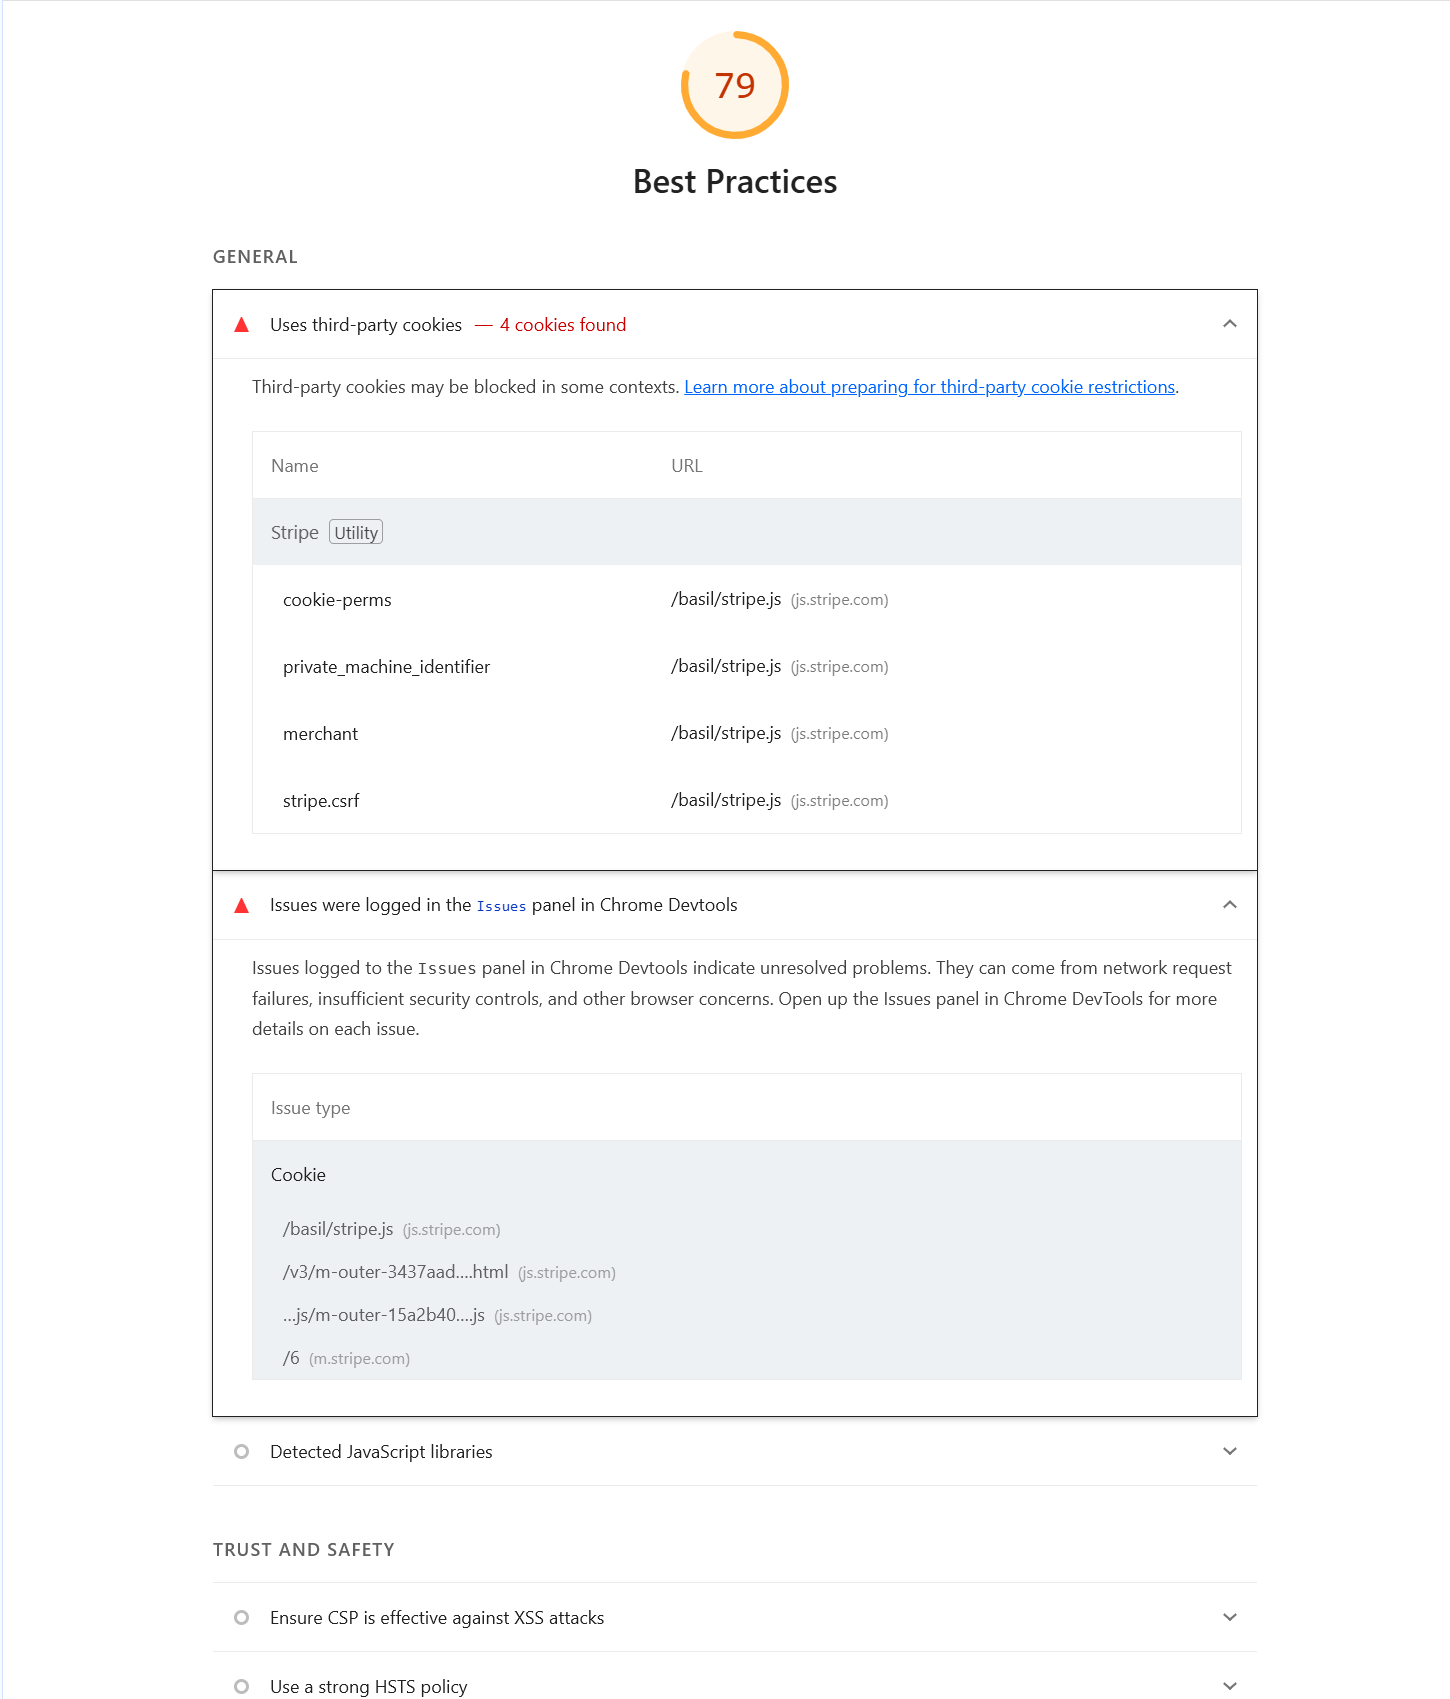 79
Best Practices
GENERAL
Uses third-party cookies — 4 cookies found
Third-party cookies may be blocked in some contexts. Learn more about preparing for third-party cookie restrictions.
Name URL
Stripe Utility
cookie-perms /basil/stripe.js (js.stripe.com)
private_machine_identifier /basil/stripe.js (js.stripe.com)
merchant /basil/stripe.js (js.stripe.com)
stripe.csrf /basil/stripe.js (js.stripe.com)
Issues were logged in the Issues panel in Chrome Devtools
Issues logged to the Issues panel in Chrome Devtools indicate unresolved problems. They can come from network request
failures, insufficient security controls, and other browser concerns. Open up the Issues panel in Chrome DevTools for more
details on each issue.
Issue type
Cookie
/basil/stripe.js (js.stripe.com)
/v3/m-outer-3437aad….html (js.stripe.com)
…js/m-outer-15a2b40….js (js.stripe.com)
/6 (m.stripe.com)
Detected JavaScript libraries
TRUST AND SAFETY
Ensure CSP is effective against XSS attacks
Use a strong HSTS policy